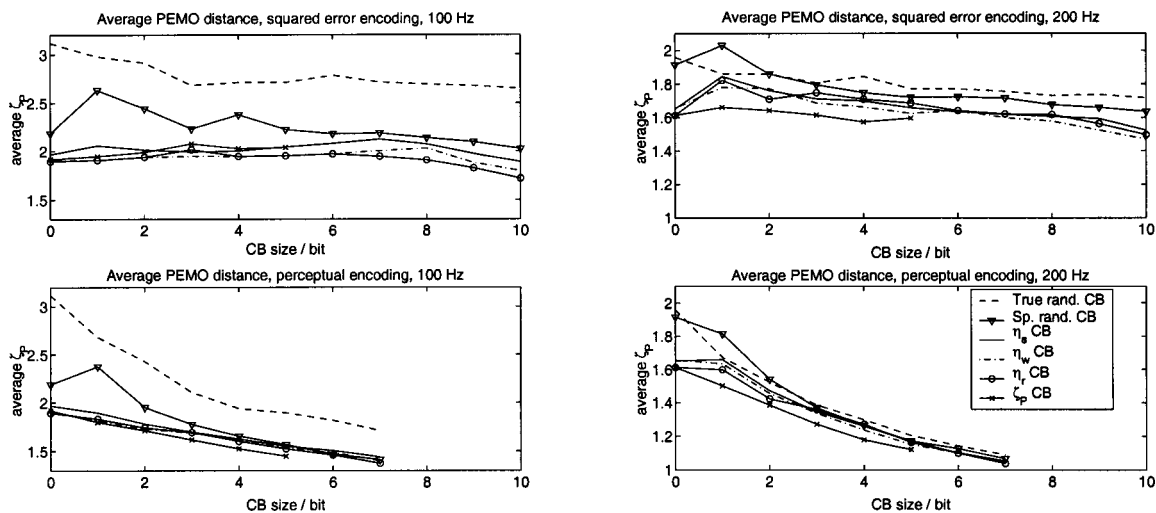 Average PEMO distance, squared error encoding, 100 Hz
3
2.5
2
1.5
average ζP
0 2 4 6 8 10
CB size / bit
Average PEMO distance, squared error encoding, 200 Hz
2
1.8
1.6
1.4
1.2
1
average ζP
0 2 4 6 8 10
CB size / bit
Average PEMO distance, perceptual encoding, 100 Hz
3
2.5
2
1.5
average ζP
0 2 4 6 8 10
CB size / bit
Average PEMO distance, perceptual encoding, 200 Hz
2
1.8
1.6
1.4
1.2
1
average ζP
0 2 4 6 8 10
CB size / bit
True rand. CB
Sp. rand. CB
ηs CB
ηw CB
ηr CB
ζP CB